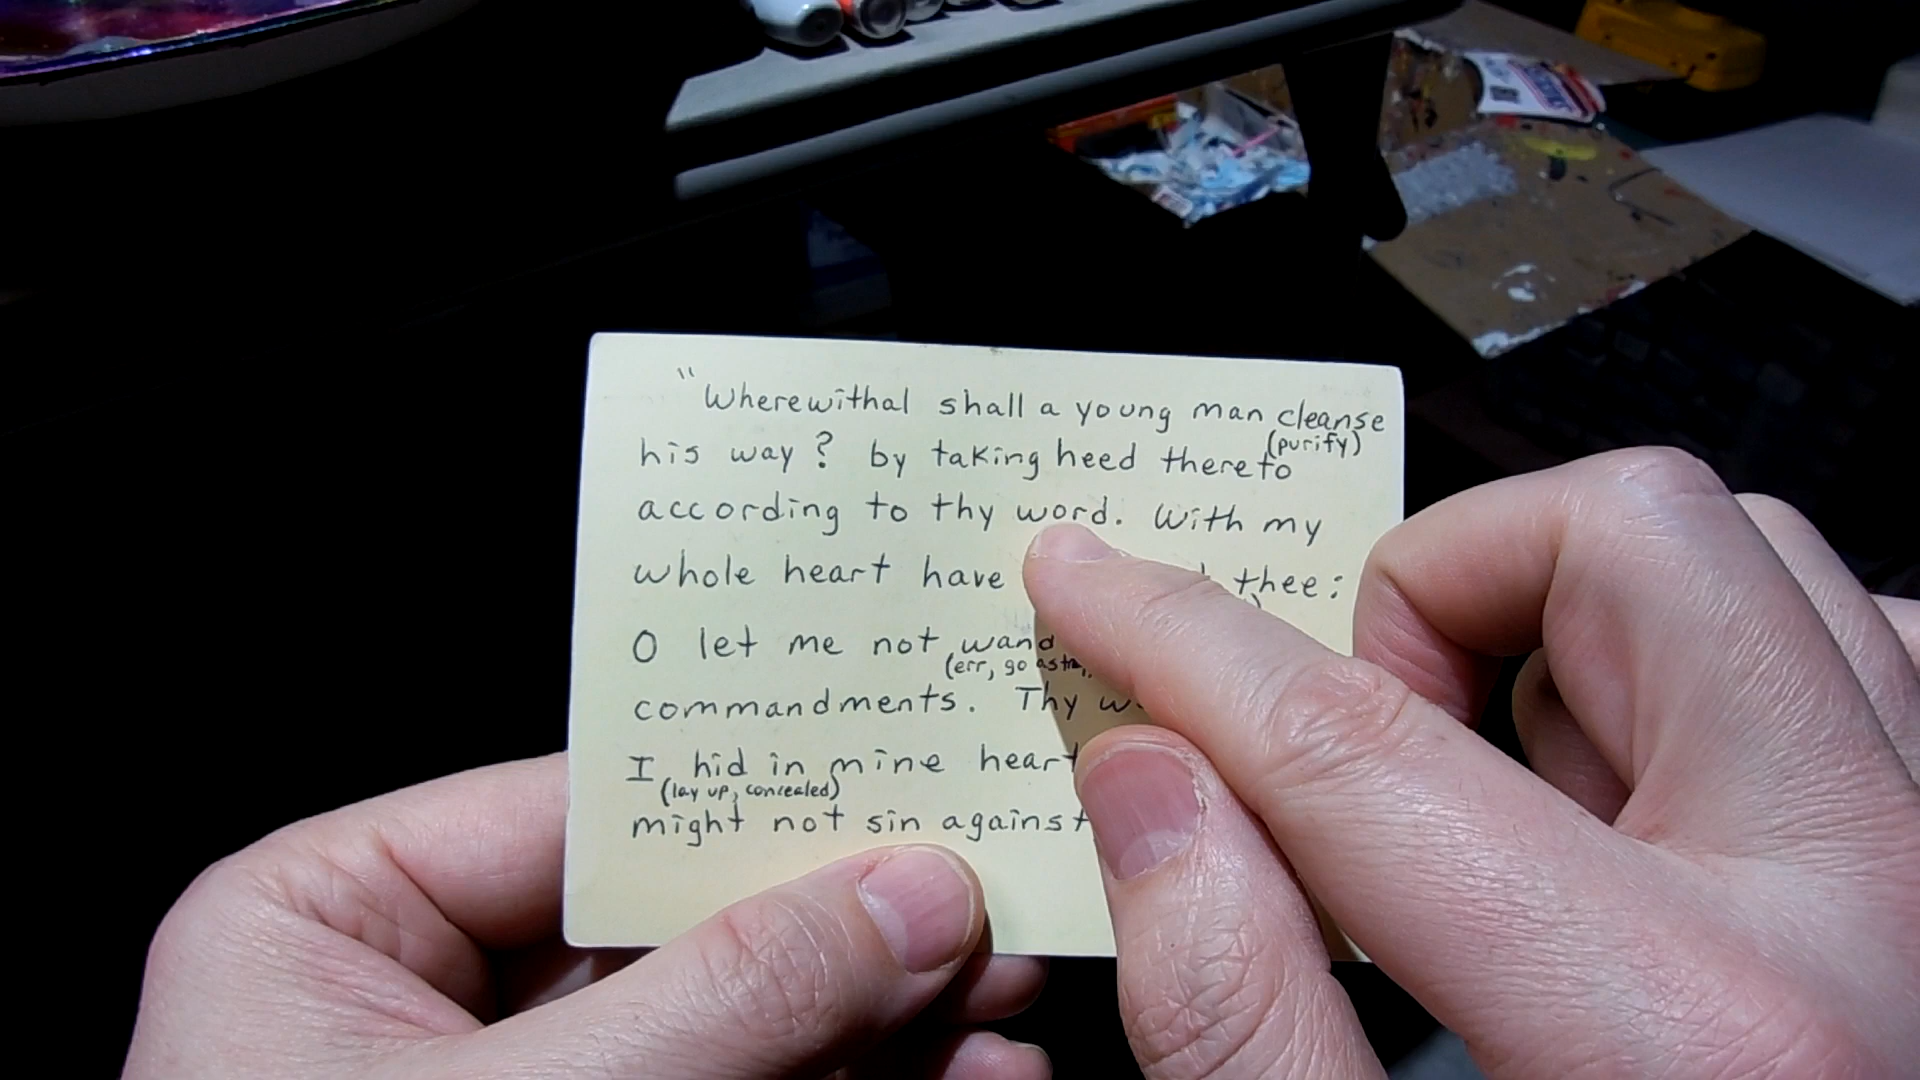 "Wherewithal shall a young man cleanse
(purify)
his way? by taking heed thereto
according to thy word. With my
whole heart have thee:
O let me not
(err, go
commandments. Thy
I hid in mine heart
(lay up, concealed)
might not sin against